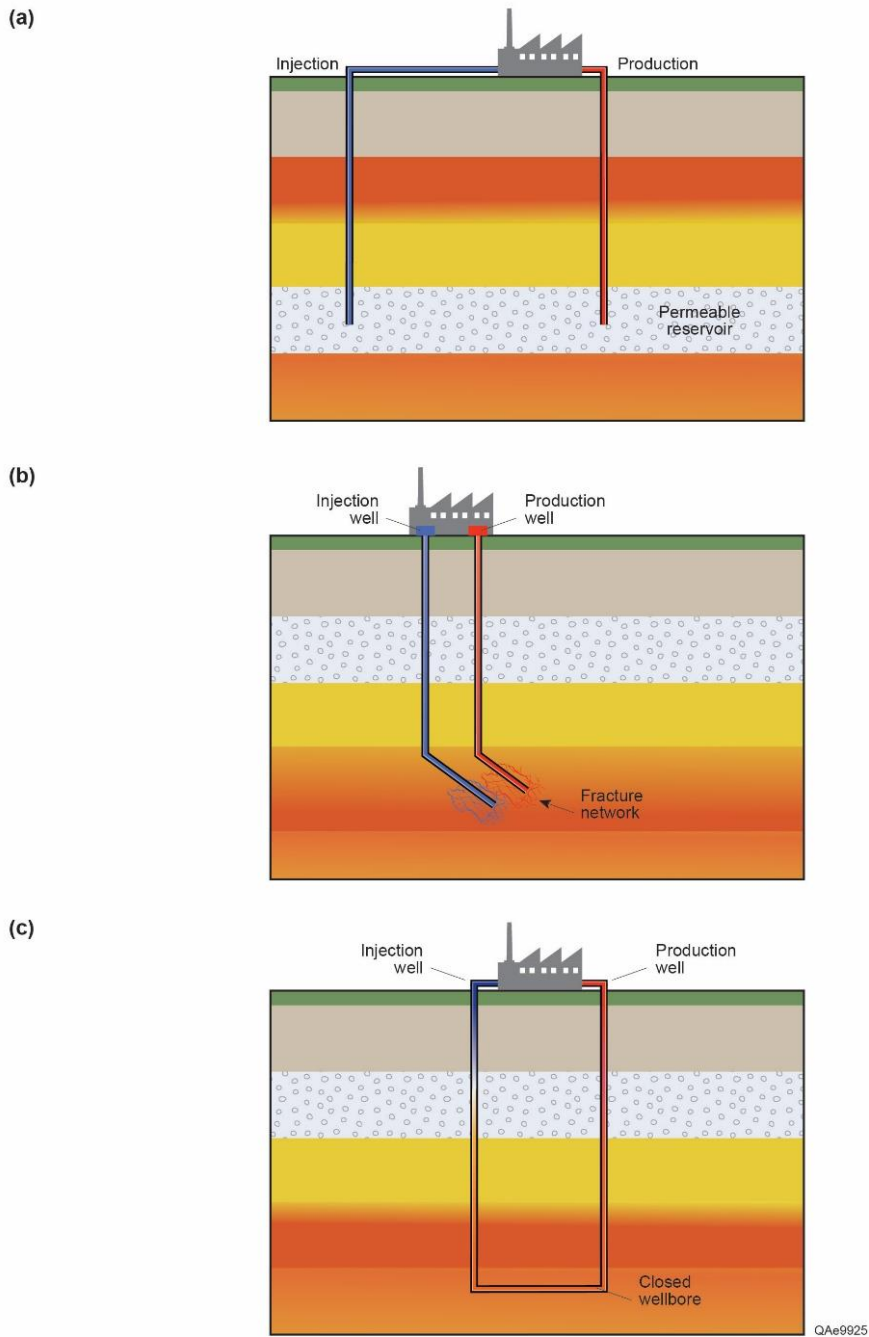 (a)
Injection
Production
Permeable
reservoir
(b)
Injection
well
Production
well
Fracture
network
(c)
Injection
well
Production
well
Closed
wellbore
QAe9925